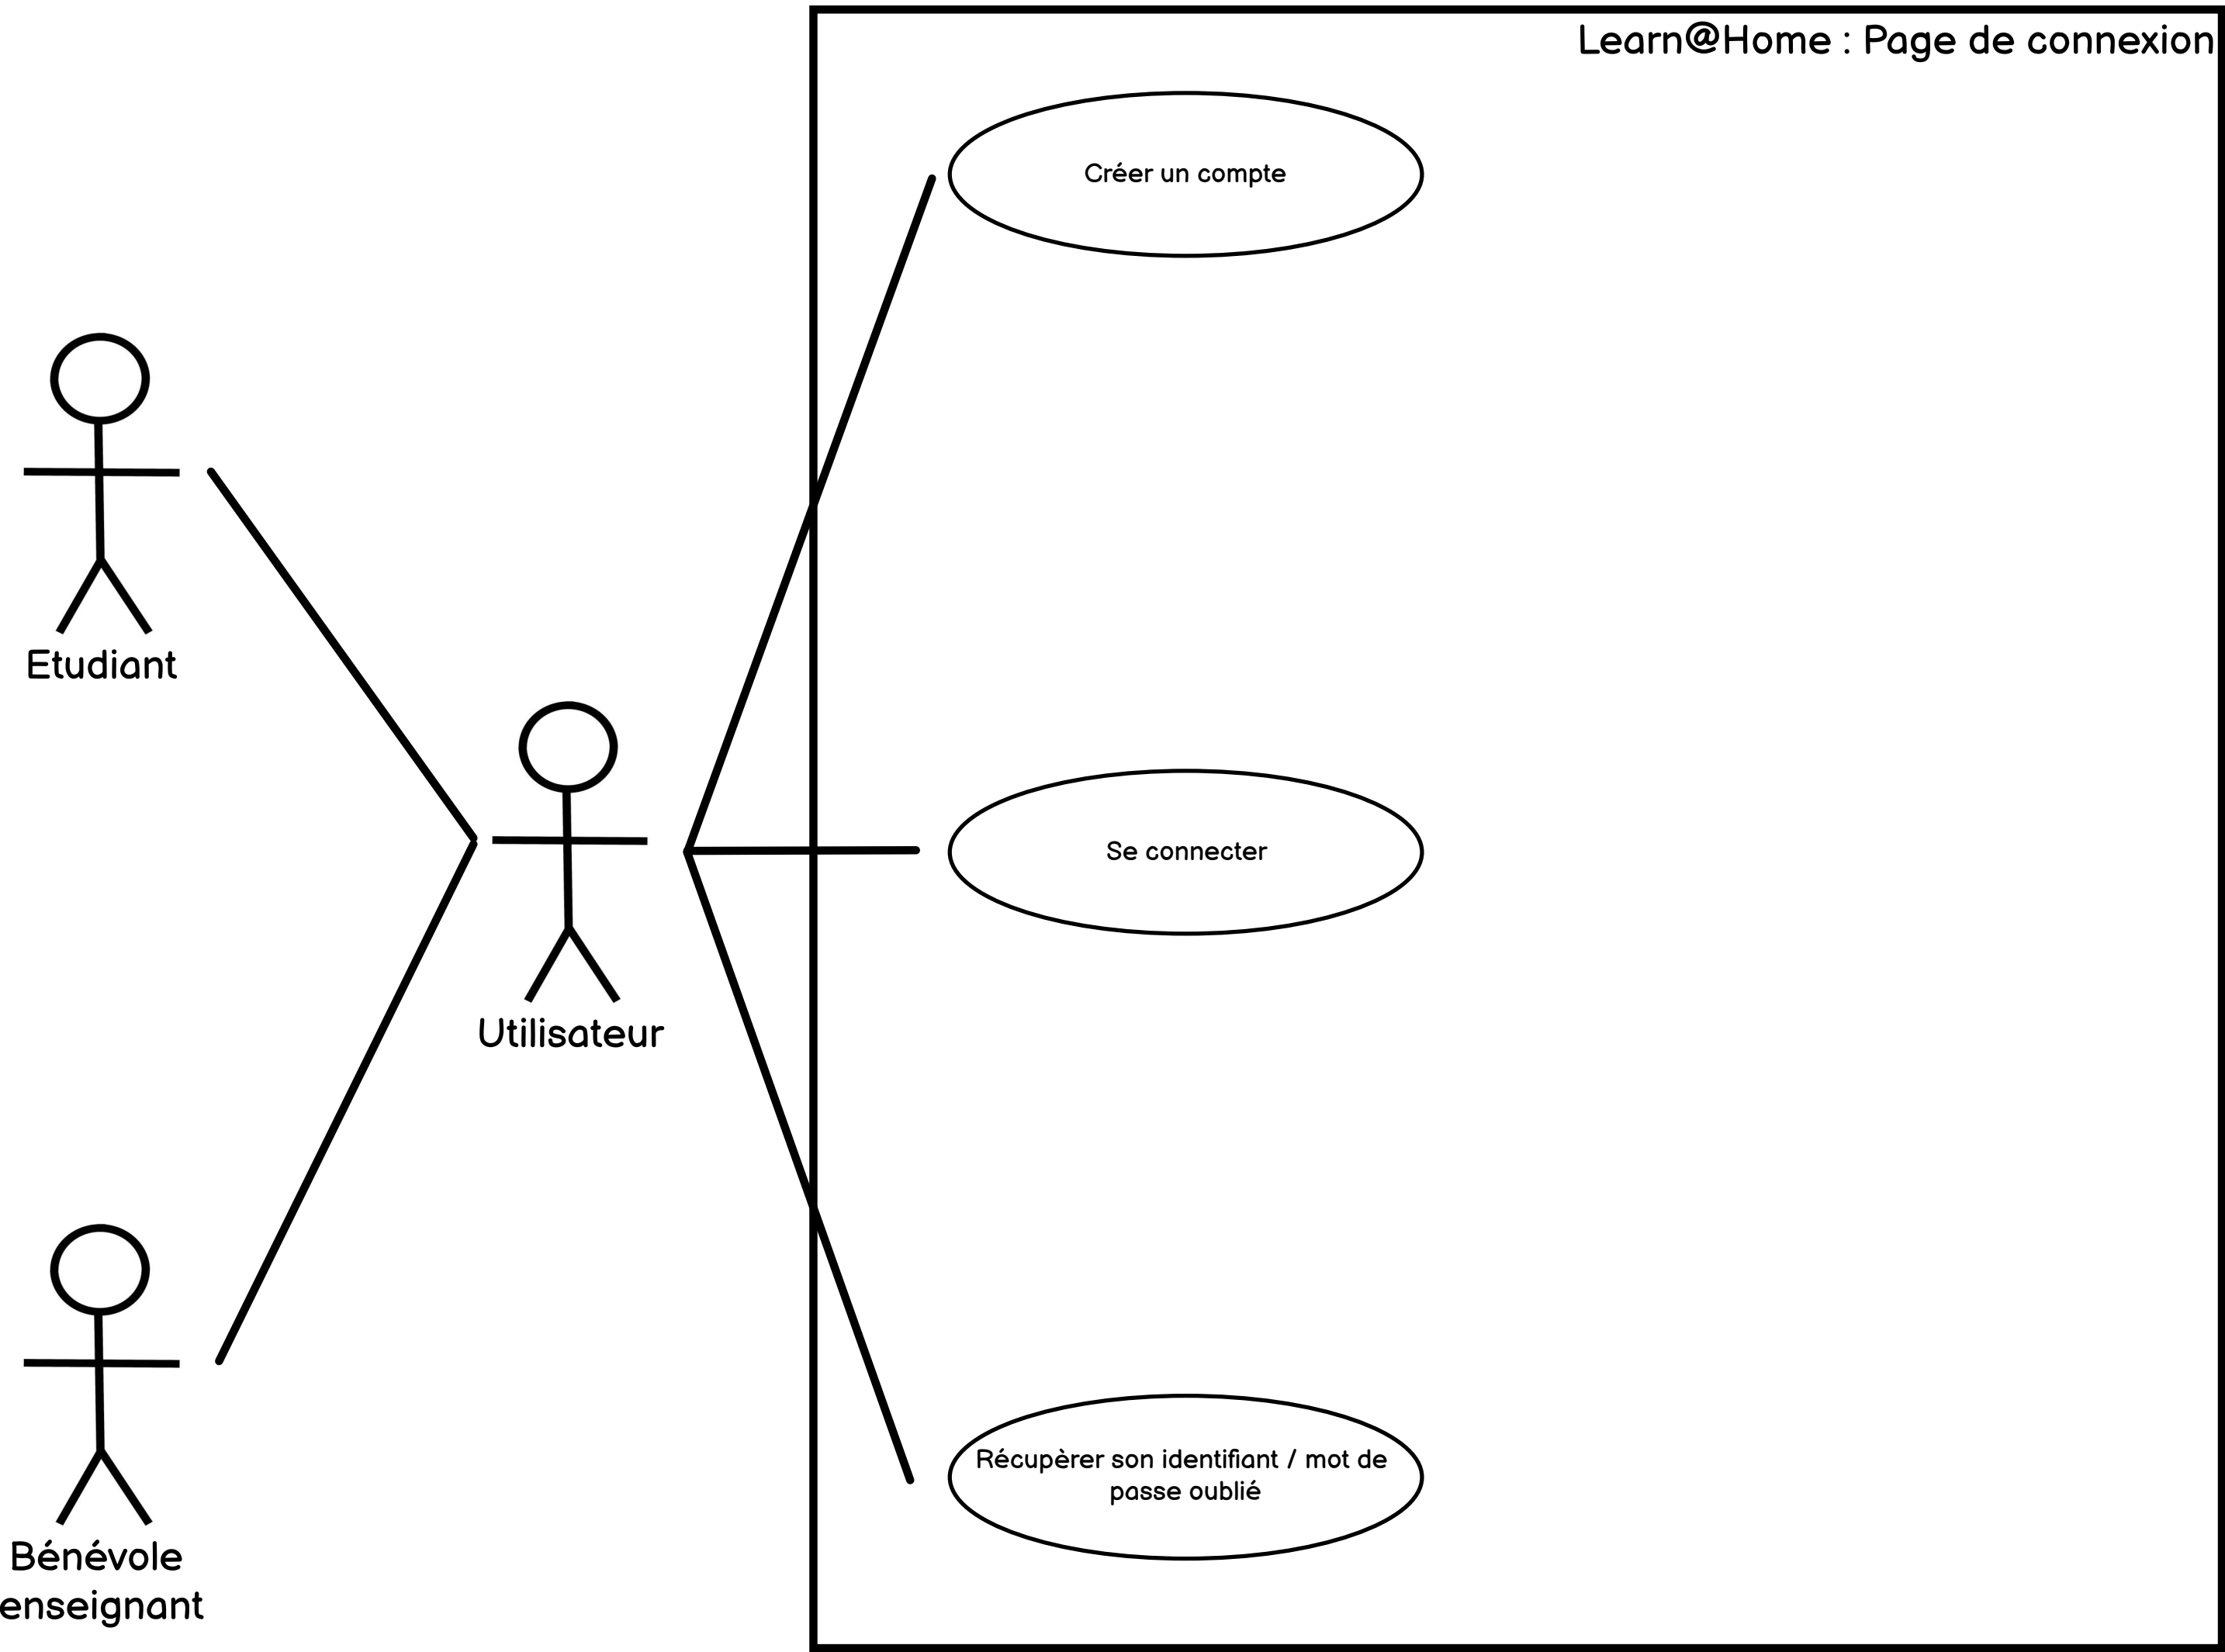 Learn@Home : Page de connexion
Créer un compte
Etudiant
Se connecter
Utilisateur
Récupèrer son identifiant / mot de
passe oublié
Bénévole
enseignant